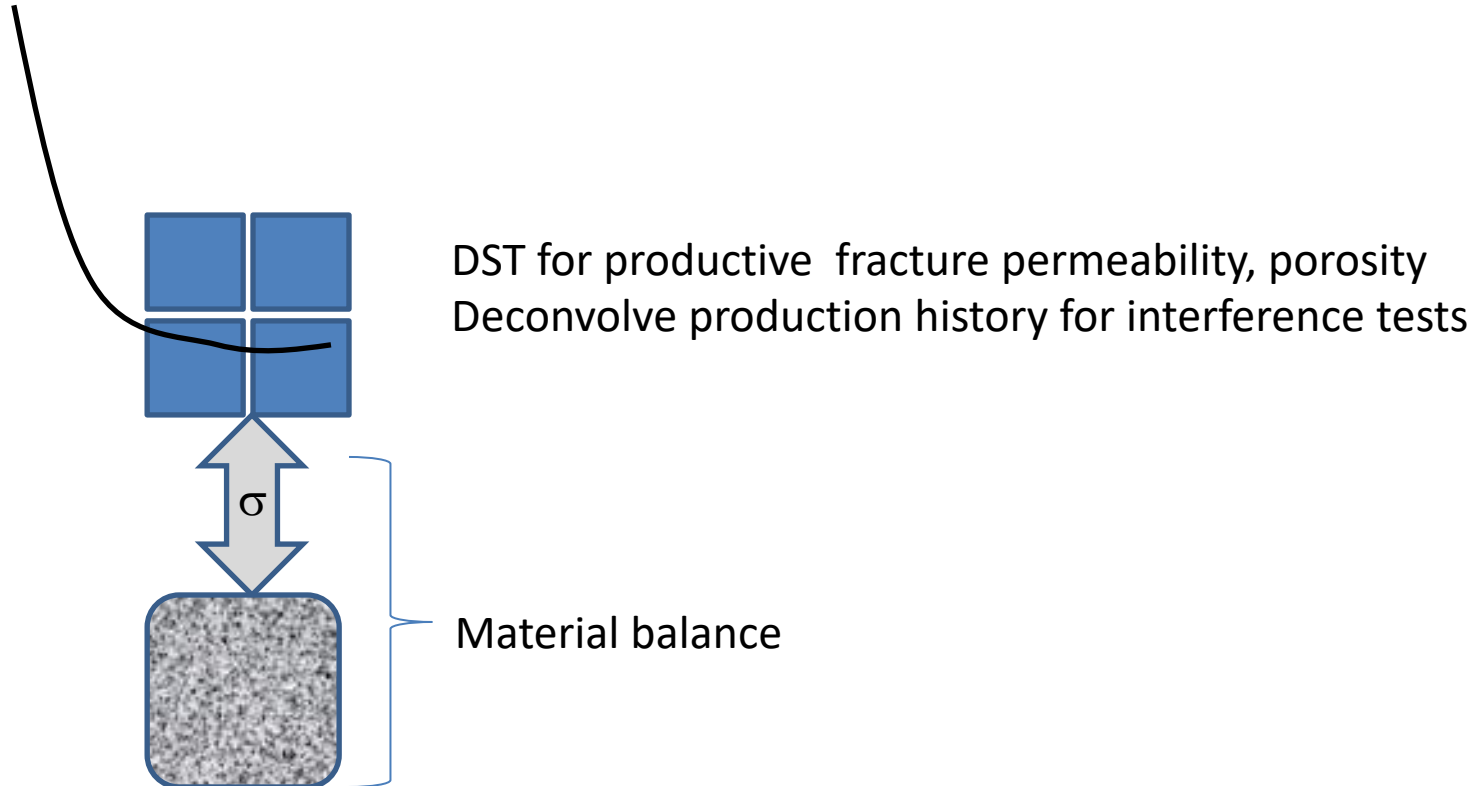 DST for productive  fracture permeability, porosity
Deconvolve production history for interference tests
σ
Material balance